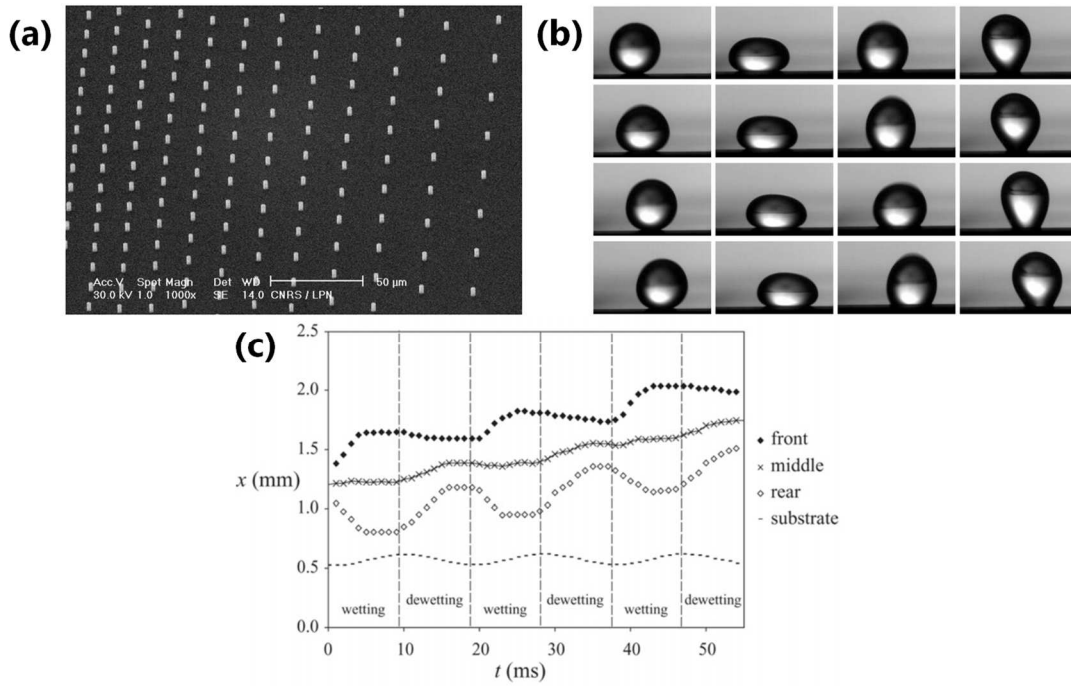 (a)
Acc.V Spot Magn Det WD 50 μm
30.0 kV 1.0 1000x SE 14.0 CNRS / LPN
(b)
(c)
2.5
2.0
1.5
1.0
0.5
0.0
x (mm)
wetting dewetting wetting dewetting wetting dewetting
0 10 20 30 40 50
t (ms)
front
middle
rear
substrate